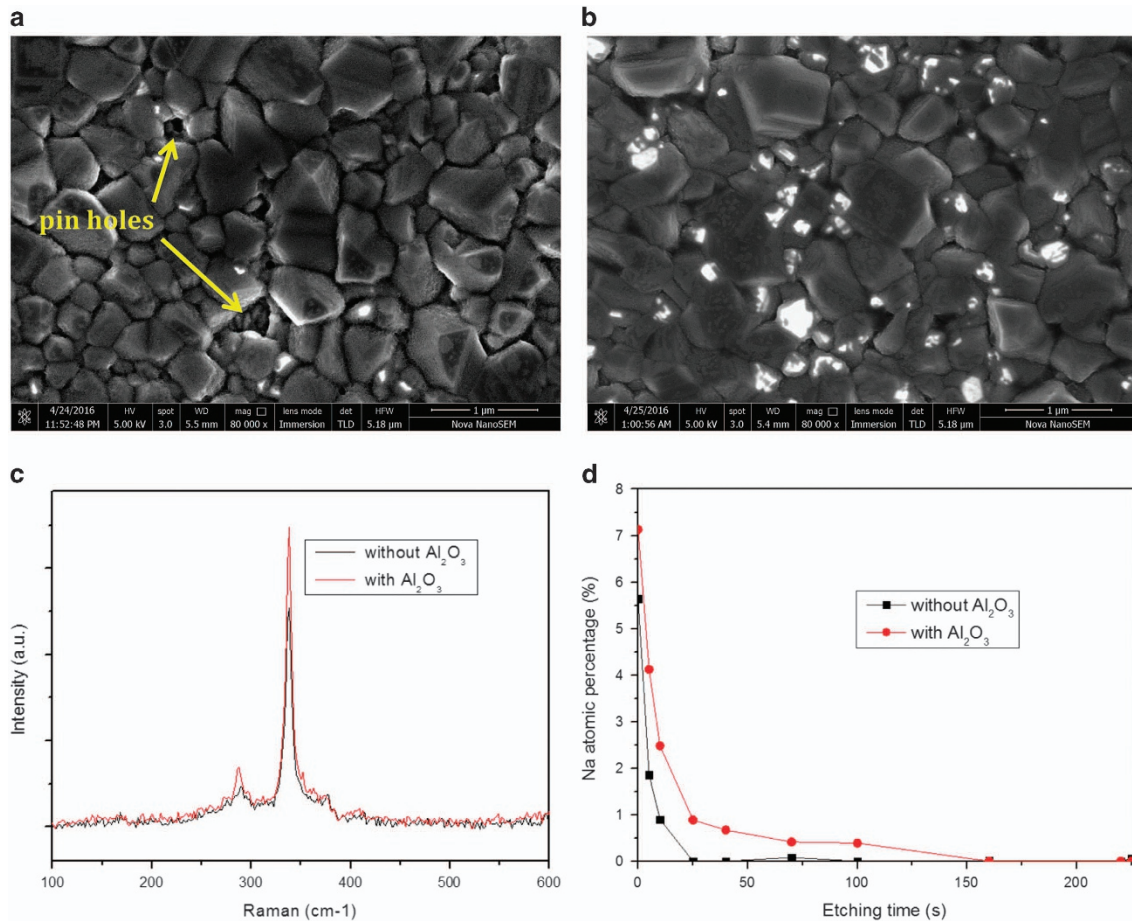 a
pin holes
4/24/2016 HV spot WD mag lens mode det HFW 1 µm
11:52:48 PM 5.00 kV 3.0 5.5 mm 80 000 x Immersion TLD 5.18 µm Nova NanoSEM
b
4/25/2016 HV spot WD mag lens mode det HFW 1 µm
1:00:56 AM 5.00 kV 3.0 5.4 mm 80 000 x Immersion TLD 5.18 µm Nova NanoSEM
c
without Al₂O₃
with Al₂O₃
Intensity (a.u.)
100 200 300 400 500 600
Raman (cm-1)
d
8
7
6
5
4
3
2
1
0
Na atomic percentage (%)
without Al₂O₃
with Al₂O₃
0 50 100 150 200
Etching time (s)